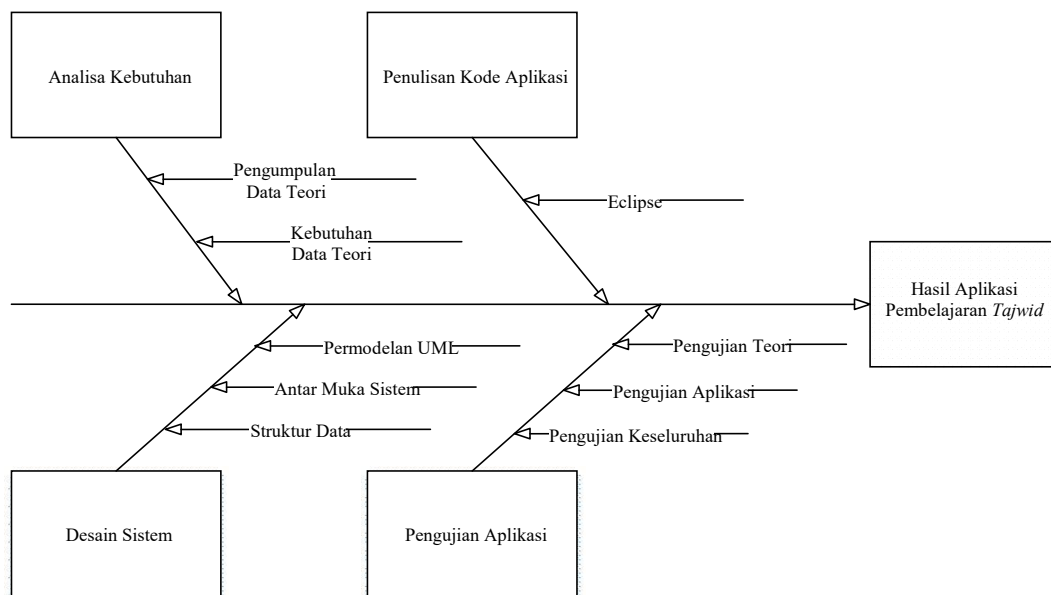 Analisa Kebutuhan
Penulisan Kode Aplikasi
Pengumpulan
Data Teori
Kebutuhan
Data Teori
Eclipse
Hasil Aplikasi
Pembelajaran Tajwid
Permodelan UML
Antar Muka Sistem
Struktur Data
Pengujian Teori
Pengujian Aplikasi
Pengujian Keseluruhan
Desain Sistem
Pengujian Aplikasi